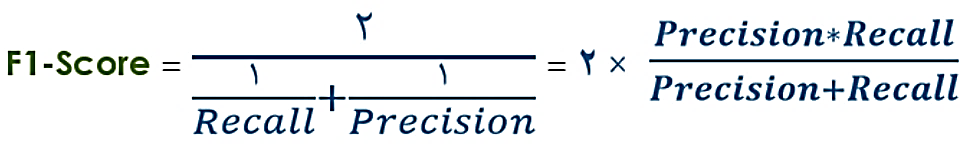 F1-Score = ۲ / (۱/Recall + ۱/Precision) = ۲ × Precision*Recall / Precision+Recall